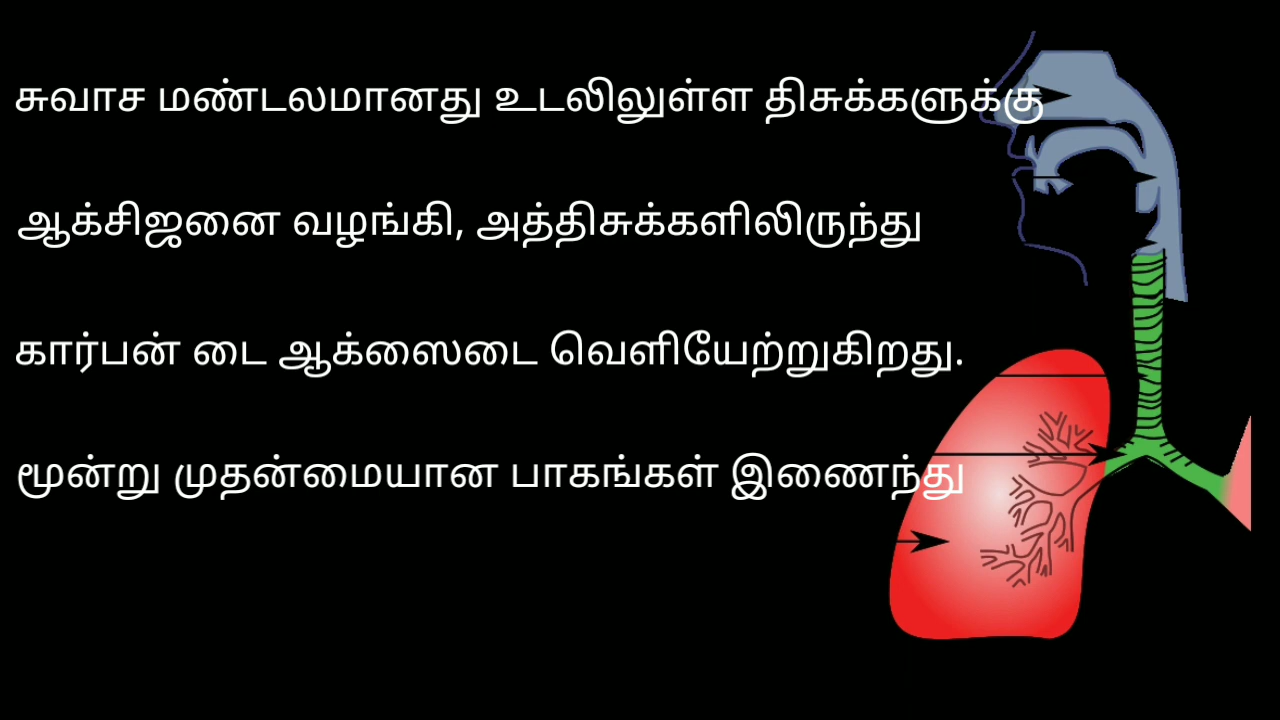 சுவாச மண்டலமானது உடலிலுள்ள திசுக்களுக்கு
ஆக்சிஜனை வழங்கி, அத்திசுக்களிலிருந்து
கார்பன் டை ஆக்ஸைடை வெளியேற்றுகிறது.
மூன்று முதன்மையான பாகங்கள் இணைந்து